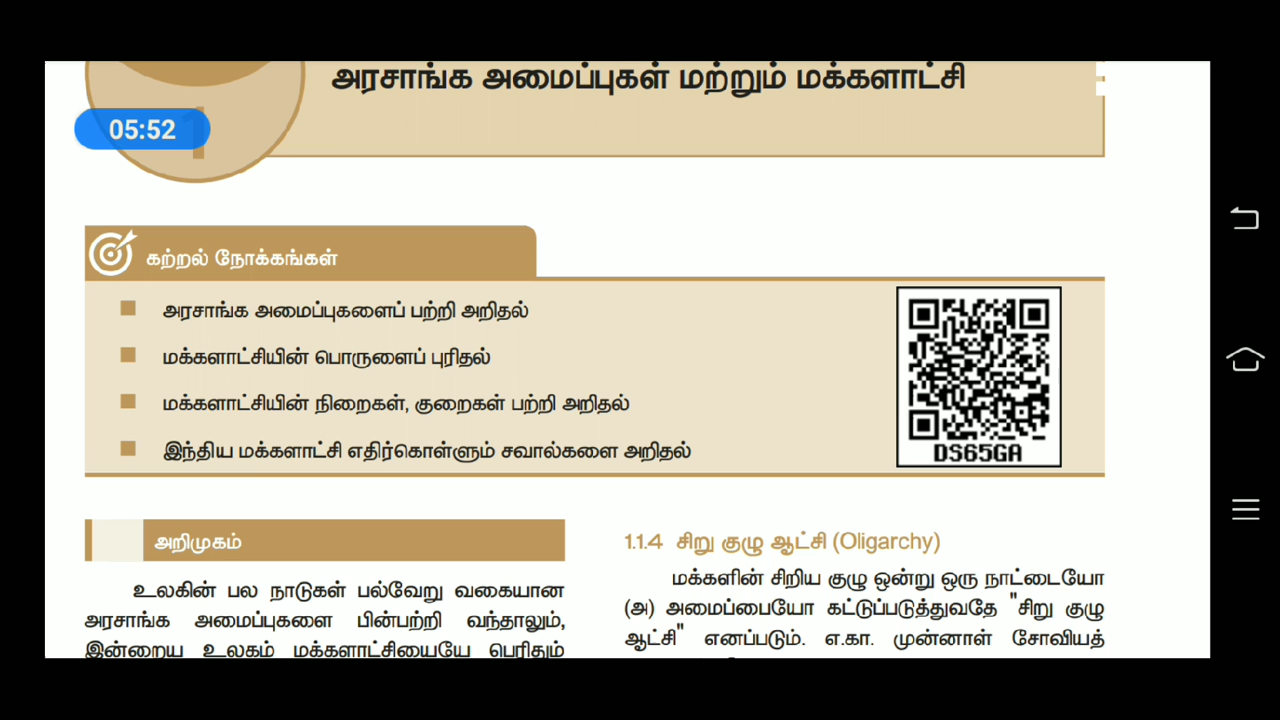 அரசாங்க அமைப்புகள் மற்றும் மக்களாட்சி
1
05:52
கற்றல் நோக்கங்கள்
அரசாங்க அமைப்புகளைப் பற்றி அறிதல்
மக்களாட்சியின் பொருளைப் புரிதல்
மக்களாட்சியின் நிறைகள், குறைகள் பற்றி அறிதல்
இந்திய மக்களாட்சி எதிர்கொள்ளும் சவால்களை அறிதல்
DS65GA
அறிமுகம்
உலகின் பல நாடுகள் பல்வேறு வகையான
அரசாங்க அமைப்புகளை பின்பற்றி வந்தாலும்,
இன்றைய உலகம் மக்களாட்சியையே பெரிதும்
1.1.4 சிறு குழு ஆட்சி (Oligarchy)
மக்களின் சிறிய குழு ஒன்று ஒரு நாட்டையோ
(அ) அமைப்பையோ கட்டுப்படுத்துவதே "சிறு குழு
ஆட்சி" எனப்படும். எ.கா. முன்னாள் சோவியத்